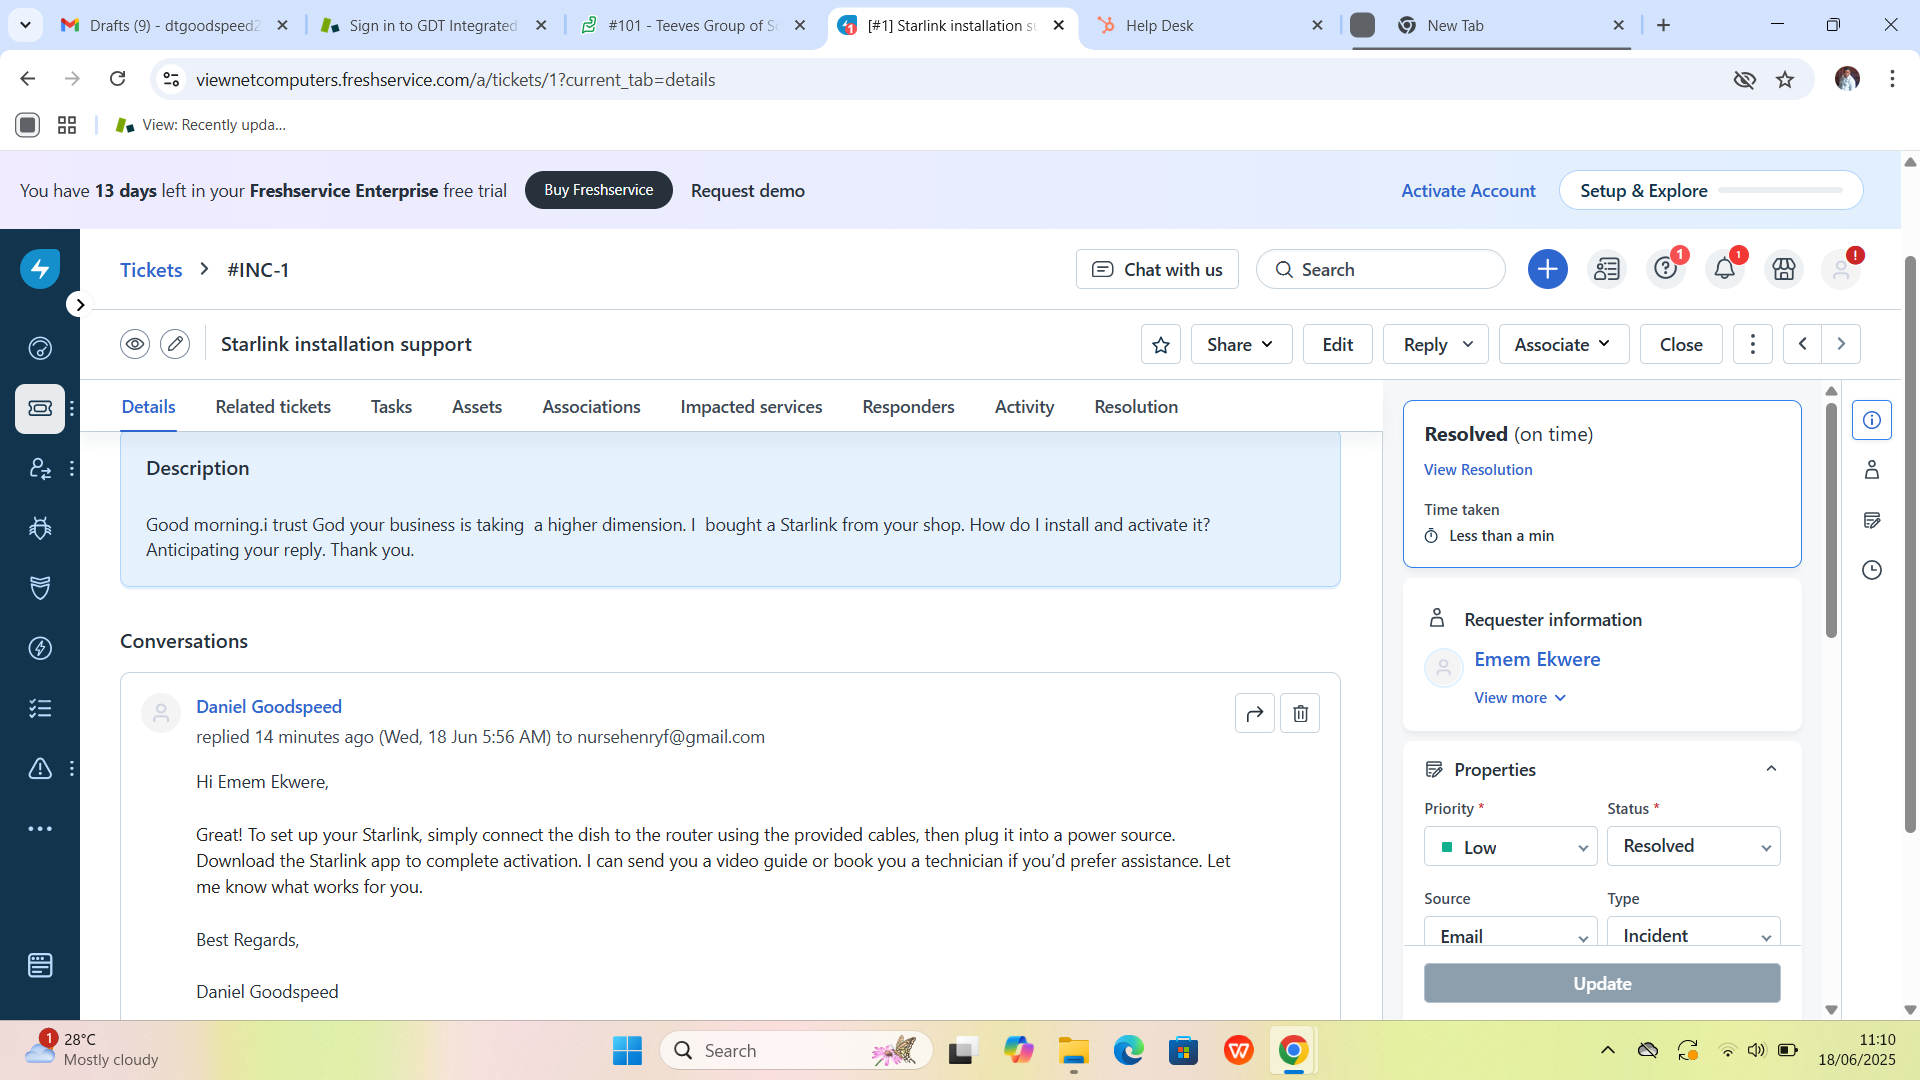 Drafts (9) - dtgoodspeed2
Sign in to GDT Integrated
#101 - Teeves Group of S
[#1] Starlink installation su
Help Desk
New Tab
viewnetcomputers.freshservice.com/a/tickets/1?current_tab=details
View: Recently upda...
You have 13 days left in your Freshservice Enterprise free trial
Buy Freshservice
Request demo
Activate Account
Setup & Explore
Tickets > #INC-1
Chat with us
Search
1
1
!
Starlink installation support
Share
Edit
Reply
Associate
Close
Details
Related tickets
Tasks
Assets
Associations
Impacted services
Responders
Activity
Resolution
Description
Good morning.i trust God your business is taking  a higher dimension. I  bought a Starlink from your shop. How do I install and activate it?
Anticipating your reply. Thank you.
Conversations
Daniel Goodspeed
replied 14 minutes ago (Wed, 18 Jun 5:56 AM) to nursehenryf@gmail.com
Hi Emem Ekwere,
Great! To set up your Starlink, simply connect the dish to the router using the provided cables, then plug it into a power source.
Download the Starlink app to complete activation. I can send you a video guide or book you a technician if you’d prefer assistance. Let
me know what works for you.
Best Regards,
Daniel Goodspeed
Resolved (on time)
View Resolution
Time taken
Less than a min
Requester information
Emem Ekwere
View more
Properties
Priority *
Status *
Low
Resolved
Source
Type
Email
Incident
Update
1
28°C
Mostly cloudy
Search
11:10
18/06/2025